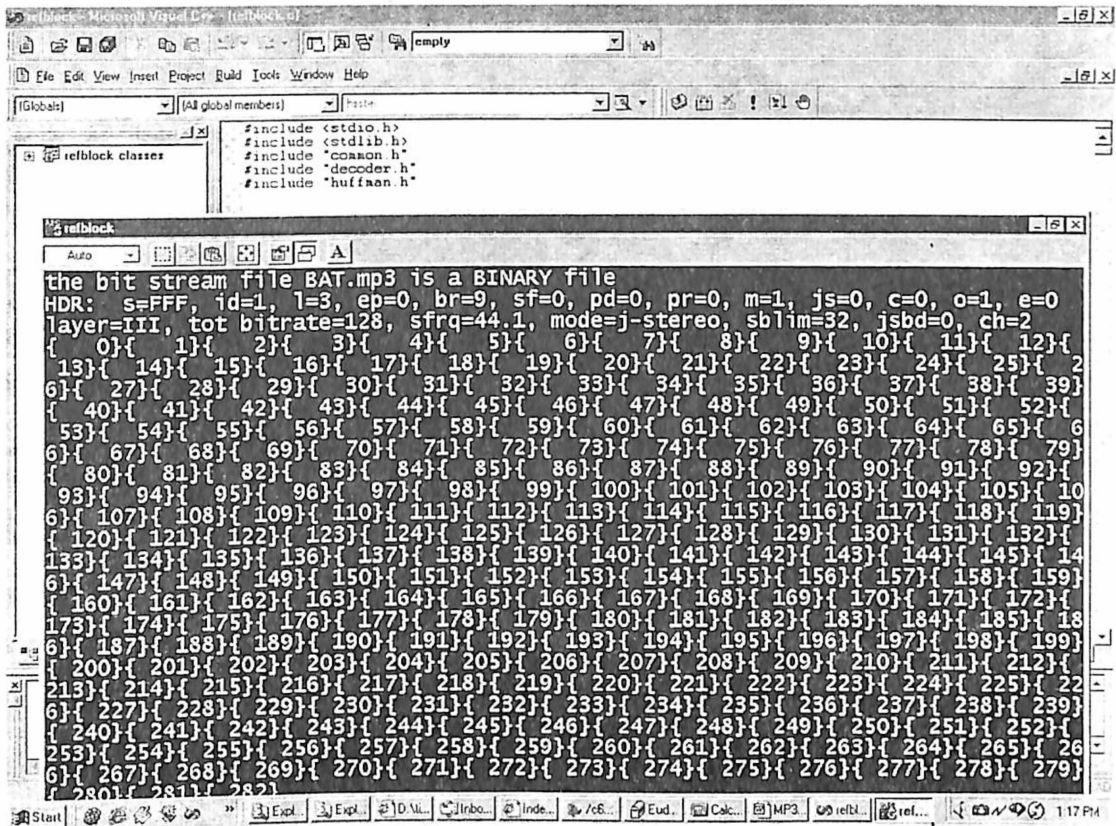 refblock - Microsoft Visual C++ - [refblock.c]
empty
File Edit View Insert Project Build Tools Window Help
(Globals) (All global members)
#include <stdio.h>
#include <stdlib.h>
#include "common.h"
#include "decoder.h"
#include "huffman.h"
refblock classes
refblock
Auto A
the bit stream file BAT.mp3 is a BINARY file
HDR: s=FFF, id=1, l=3, ep=0, br=9, sf=0, pd=0, pr=0, m=1, js=0, c=0, o=1, e=0
layer=III, tot bitrate=128, sfrq=44.1, mode=j-stereo, sblim=32, jsbd=0, ch=2
{ 0}{ 1}{ 2}{ 3}{ 4}{ 5}{ 6}{ 7}{ 8}{ 9}{ 10}{ 11}{ 12}{
13}{ 14}{ 15}{ 16}{ 17}{ 18}{ 19}{ 20}{ 21}{ 22}{ 23}{ 24}{ 25}{ 2
6}{ 27}{ 28}{ 29}{ 30}{ 31}{ 32}{ 33}{ 34}{ 35}{ 36}{ 37}{ 38}{ 39}
{ 40}{ 41}{ 42}{ 43}{ 44}{ 45}{ 46}{ 47}{ 48}{ 49}{ 50}{ 51}{ 52}{
53}{ 54}{ 55}{ 56}{ 57}{ 58}{ 59}{ 60}{ 61}{ 62}{ 63}{ 64}{ 65}{ 6
6}{ 67}{ 68}{ 69}{ 70}{ 71}{ 72}{ 73}{ 74}{ 75}{ 76}{ 77}{ 78}{ 79}
{ 80}{ 81}{ 82}{ 83}{ 84}{ 85}{ 86}{ 87}{ 88}{ 89}{ 90}{ 91}{ 92}{
93}{ 94}{ 95}{ 96}{ 97}{ 98}{ 99}{ 100}{ 101}{ 102}{ 103}{ 104}{ 105}{ 10
6}{ 107}{ 108}{ 109}{ 110}{ 111}{ 112}{ 113}{ 114}{ 115}{ 116}{ 117}{ 118}{ 119}
{ 120}{ 121}{ 122}{ 123}{ 124}{ 125}{ 126}{ 127}{ 128}{ 129}{ 130}{ 131}{ 132}{
133}{ 134}{ 135}{ 136}{ 137}{ 138}{ 139}{ 140}{ 141}{ 142}{ 143}{ 144}{ 145}{ 14
6}{ 147}{ 148}{ 149}{ 150}{ 151}{ 152}{ 153}{ 154}{ 155}{ 156}{ 157}{ 158}{ 159}
{ 160}{ 161}{ 162}{ 163}{ 164}{ 165}{ 166}{ 167}{ 168}{ 169}{ 170}{ 171}{ 172}{
173}{ 174}{ 175}{ 176}{ 177}{ 178}{ 179}{ 180}{ 181}{ 182}{ 183}{ 184}{ 185}{ 18
6}{ 187}{ 188}{ 189}{ 190}{ 191}{ 192}{ 193}{ 194}{ 195}{ 196}{ 197}{ 198}{ 199}
{ 200}{ 201}{ 202}{ 203}{ 204}{ 205}{ 206}{ 207}{ 208}{ 209}{ 210}{ 211}{ 212}{
213}{ 214}{ 215}{ 216}{ 217}{ 218}{ 219}{ 220}{ 221}{ 222}{ 223}{ 224}{ 225}{ 22
6}{ 227}{ 228}{ 229}{ 230}{ 231}{ 232}{ 233}{ 234}{ 235}{ 236}{ 237}{ 238}{ 239}
{ 240}{ 241}{ 242}{ 243}{ 244}{ 245}{ 246}{ 247}{ 248}{ 249}{ 250}{ 251}{ 252}{
253}{ 254}{ 255}{ 256}{ 257}{ 258}{ 259}{ 260}{ 261}{ 262}{ 263}{ 264}{ 265}{ 26
6}{ 267}{ 268}{ 269}{ 270}{ 271}{ 272}{ 273}{ 274}{ 275}{ 276}{ 277}{ 278}{ 279}
{ 280}{ 281}{ 282}
Start Expl... Expl... D:\i... Inbo... Inde... /c6... Eud... Calc... MP3... refbl... ref... 1:17 PM